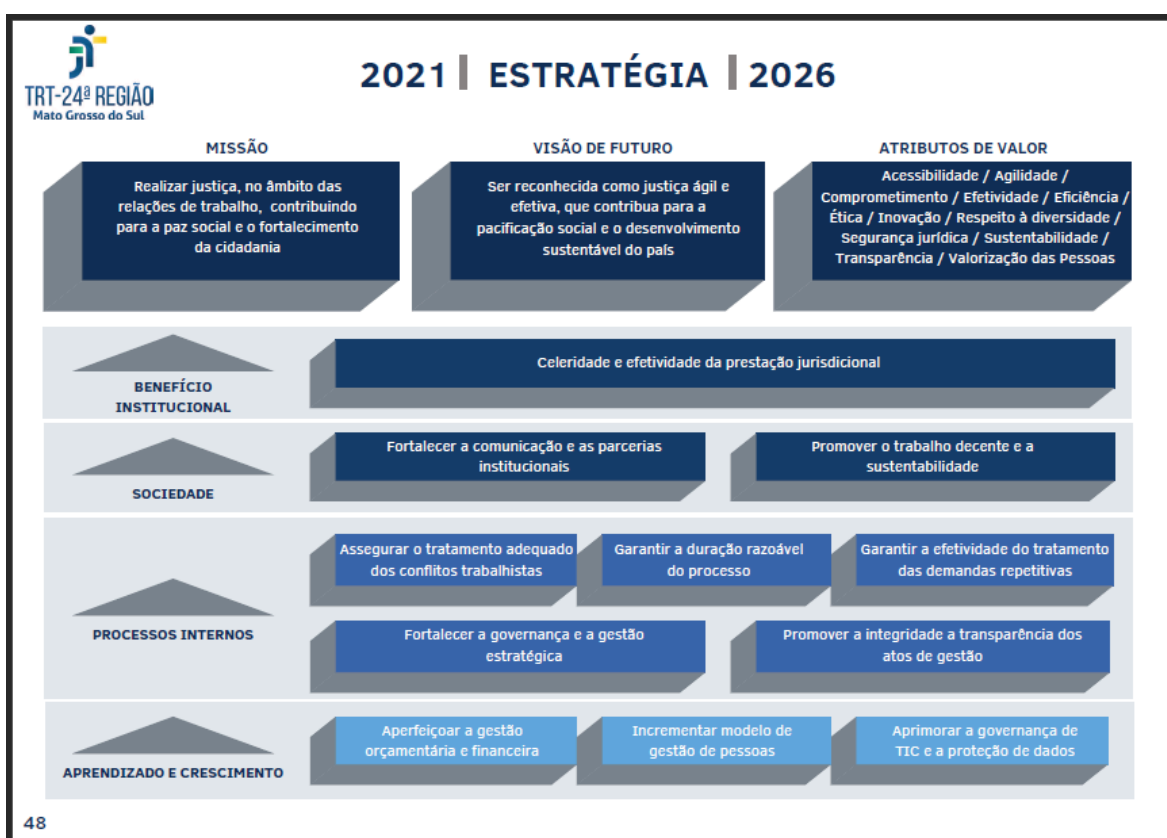 TRT-24ª REGIÃO
Mato Grosso do Sul
2021 | ESTRATÉGIA | 2026
MISSÃO
Realizar justiça, no âmbito das
relações de trabalho, contribuindo
para a paz social e o fortalecimento
da cidadania
VISÃO DE FUTURO
Ser reconhecida como justiça ágil e
efetiva, que contribua para a
pacificação social e o desenvolvimento
sustentável do país
ATRIBUTOS DE VALOR
Acessibilidade / Agilidade /
Comprometimento / Efetividade / Eficiência /
Ética / Inovação / Respeito à diversidade /
Segurança jurídica / Sustentabilidade /
Transparência / Valorização das Pessoas
BENEFÍCIO
INSTITUCIONAL
Celeridade e efetividade da prestação jurisdicional
SOCIEDADE
Fortalecer a comunicação e as parcerias
institucionais
Promover o trabalho decente e a
sustentabilidade
PROCESSOS INTERNOS
Assegurar o tratamento adequado
dos conflitos trabalhistas
Garantir a duração razoável
do processo
Garantir a efetividade do tratamento
das demandas repetitivas
Fortalecer a governança e a gestão
estratégica
Promover a integridade a transparência dos
atos de gestão
APRENDIZADO E CRESCIMENTO
Aperfeiçoar a gestão
orçamentária e financeira
Incrementar modelo de
gestão de pessoas
Aprimorar a governança de
TIC e a proteção de dados
48